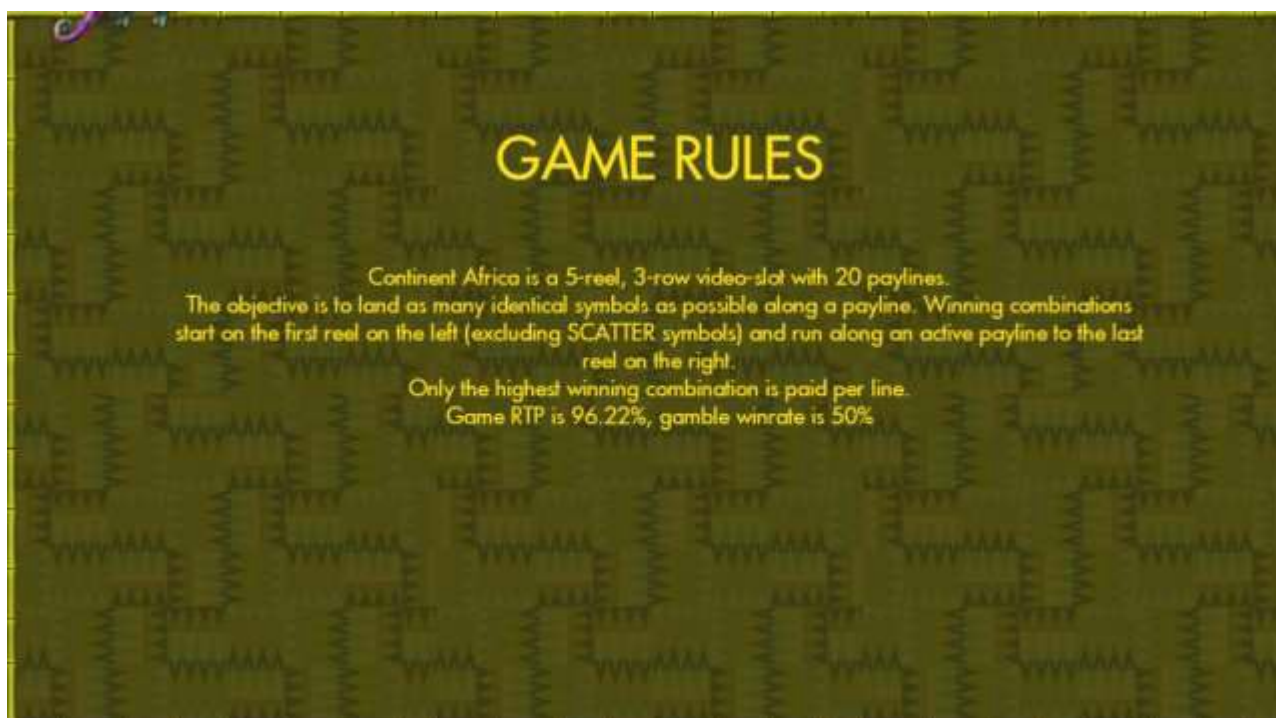 GAME RULES
Continent Africa is a 5-reel, 3-row video-slot with 20 paylines.
The objective is to land as many identical symbols as possible along a payline. Winning combinations
start on the first reel on the left (excluding SCATTER symbols) and run along an active payline to the last
reel on the right.
Only the highest winning combination is paid per line.
Game RTP is 96.22%, gamble winrate is 50%